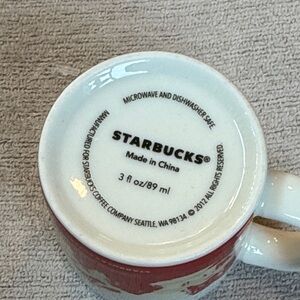 MICROWAVE AND DISHWASHER SAFE.
STARBUCKS®
Made in China
3 fl oz/89 ml
MANUFACTURED FOR STARBUCKS COFFEE COMPANY SEATTLE, WA 98134 © 2012 ALL RIGHTS RESERVED.